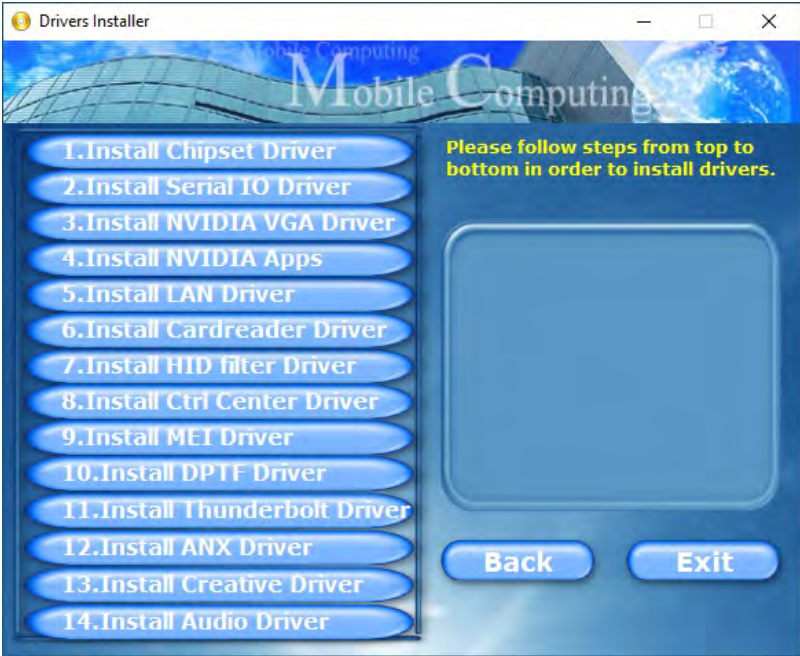 Drivers Installer
Mobile Computing
Mobile Computing
1.Install Chipset Driver
2.Install Serial IO Driver
3.Install NVIDIA VGA Driver
4.Install NVIDIA Apps
5.Install LAN Driver
6.Install Cardreader Driver
7.Install HID filter Driver
8.Install Ctrl Center Driver
9.Install MEI Driver
10.Install DPTF Driver
11.Install Thunderbolt Driver
12.Install ANX Driver
13.Install Creative Driver
14.Install Audio Driver
Please follow steps from top to
bottom in order to install drivers.
Back
Exit